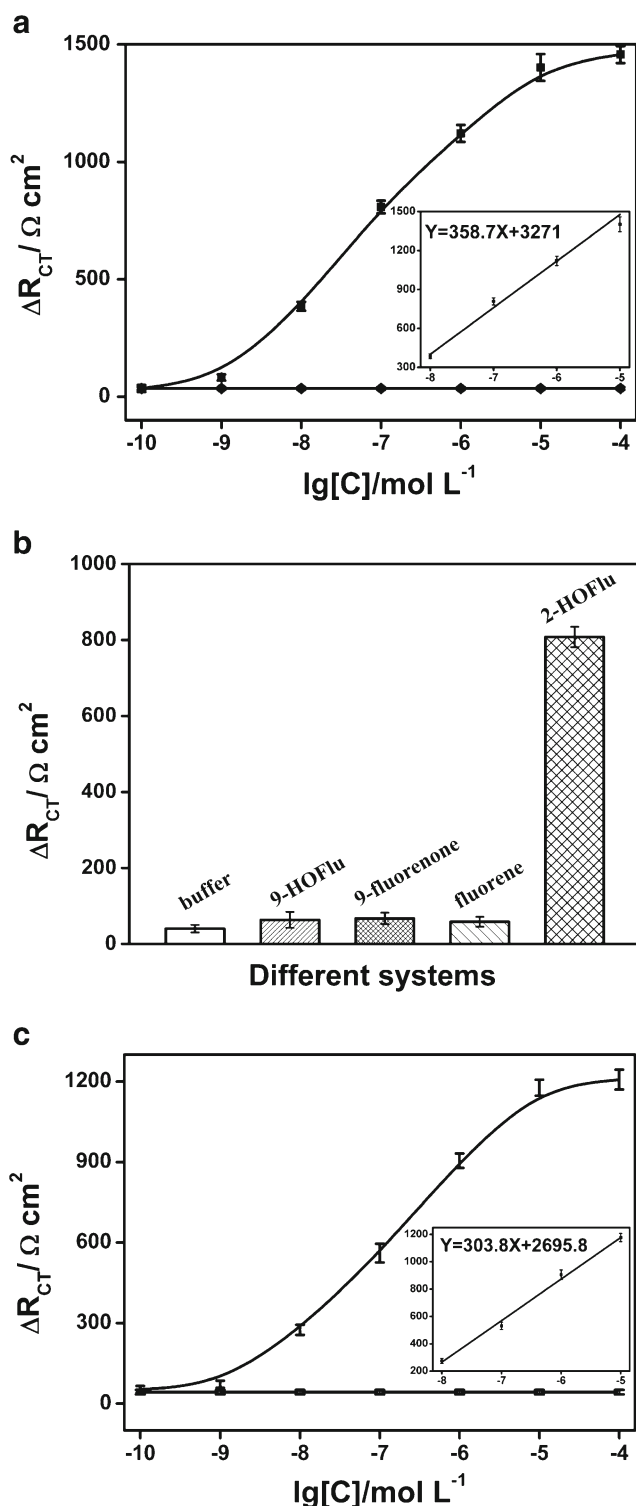 a
1500
1000
500
0
ΔR_CT/ Ω cm²
-10 -9 -8 -7 -6 -5 -4
lg[C]/mol L⁻¹
Y=358.7X+3271
1500
1200
900
600
300
-8 -7 -6 -5
b
1000
800
600
400
200
0
ΔR_CT/ Ω cm²
buffer
9-HOFlu
9-fluorenone
fluorene
2-HOFlu
Different systems
c
1200
900
600
300
0
ΔR_CT/ Ω cm²
-10 -9 -8 -7 -6 -5 -4
lg[C]/mol L⁻¹
Y=303.8X+2695.8
1200
1000
800
600
400
200
-8 -7 -6 -5